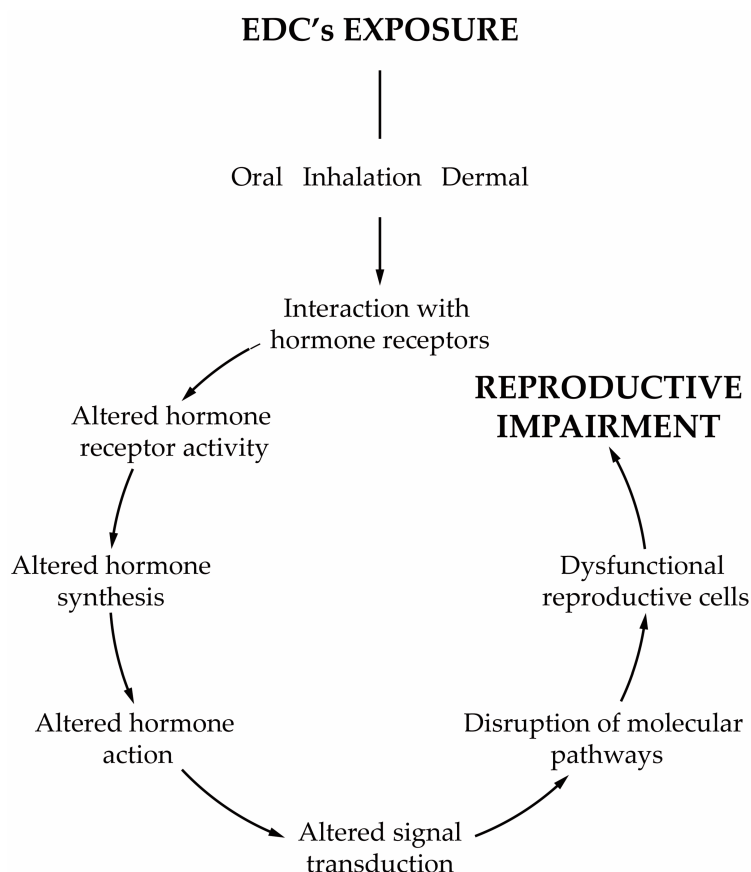 EDC's EXPOSURE
Oral Inhalation Dermal
Interaction with
hormone receptors
Altered hormone
receptor activity
Altered hormone
synthesis
Altered hormone
action
Altered signal
transduction
Disruption of molecular
pathways
Dysfunctional
reproductive cells
REPRODUCTIVE
IMPAIRMENT